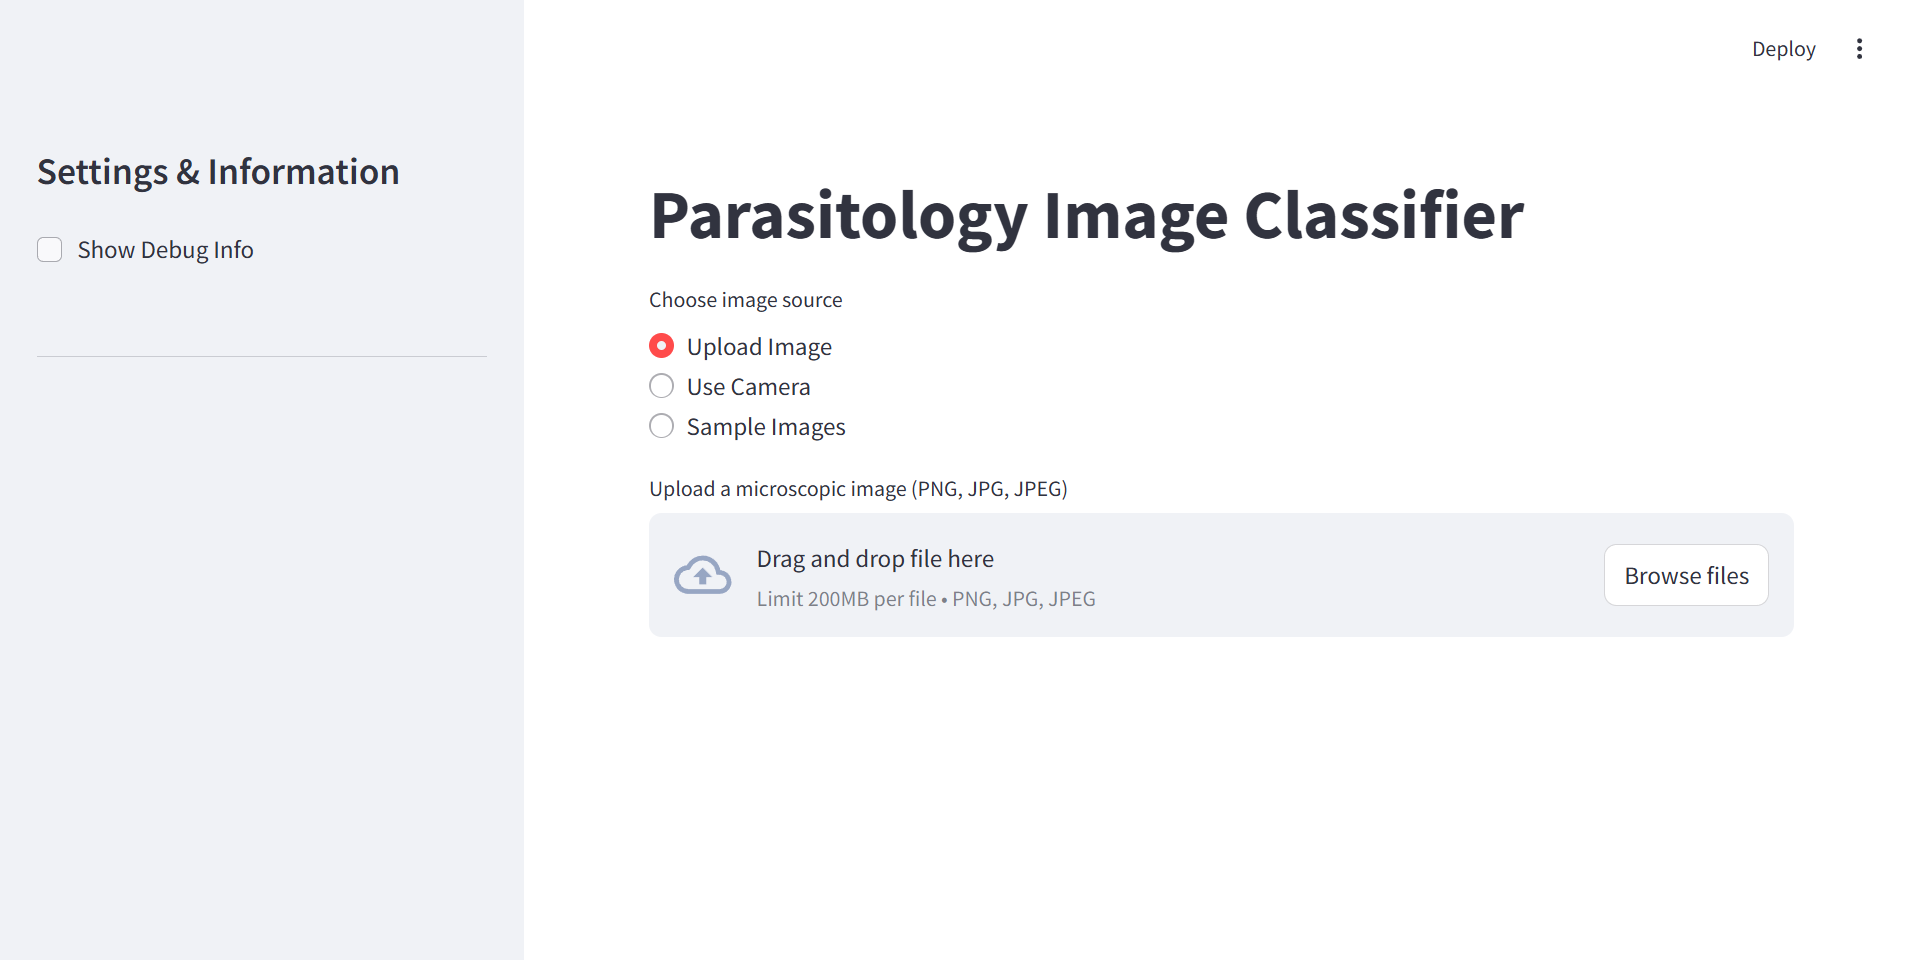 Deploy
Settings & Information
Show Debug Info
Parasitology Image Classifier
Choose image source
Upload Image
Use Camera
Sample Images
Upload a microscopic image (PNG, JPG, JPEG)
Drag and drop file here
Limit 200MB per file • PNG, JPG, JPEG
Browse files